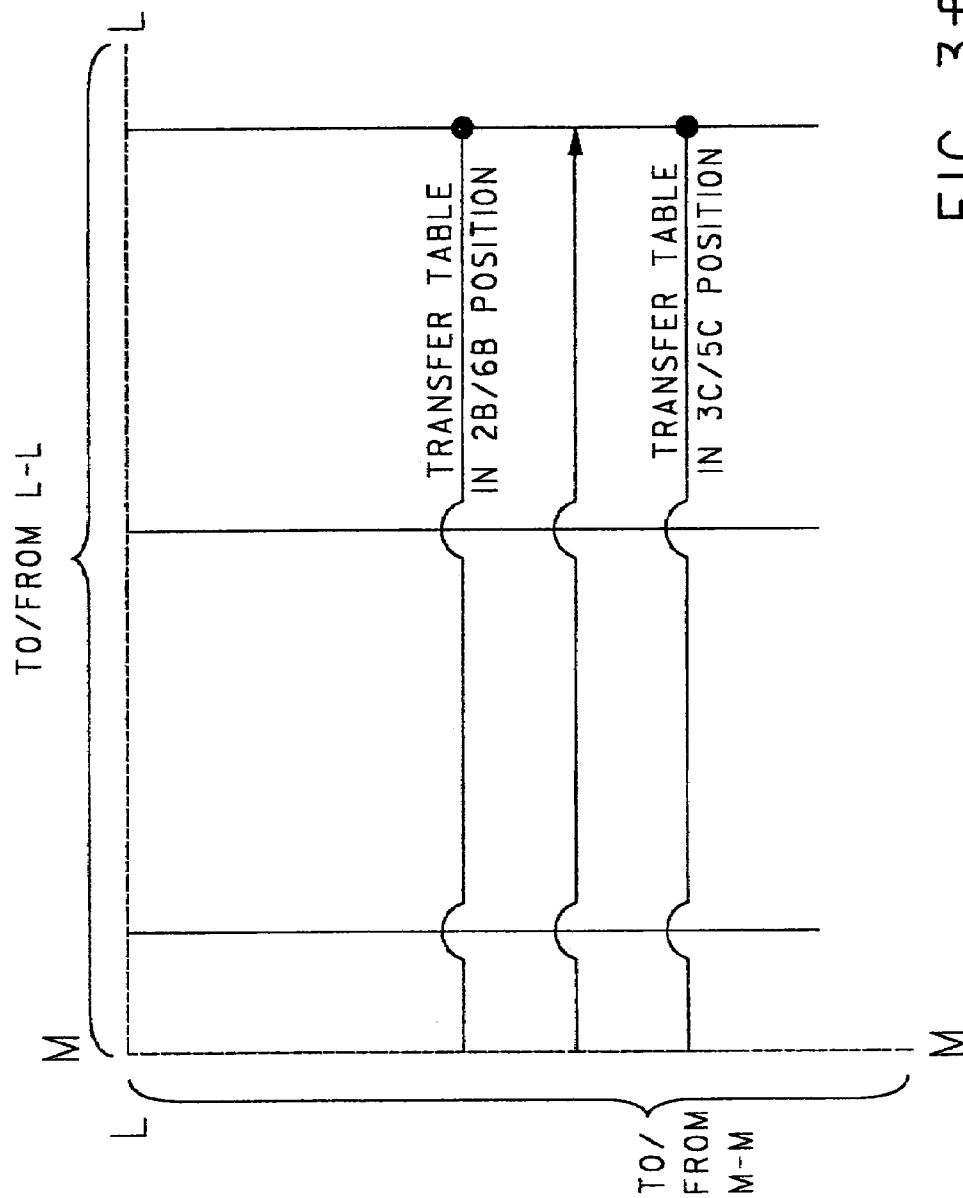 TO/FROM L-L
M
L
L
TRANSFER TABLE
IN 2B/6B POSITION
TO/
FROM
M-M
TRANSFER TABLE
IN 3C/5C POSITION
M